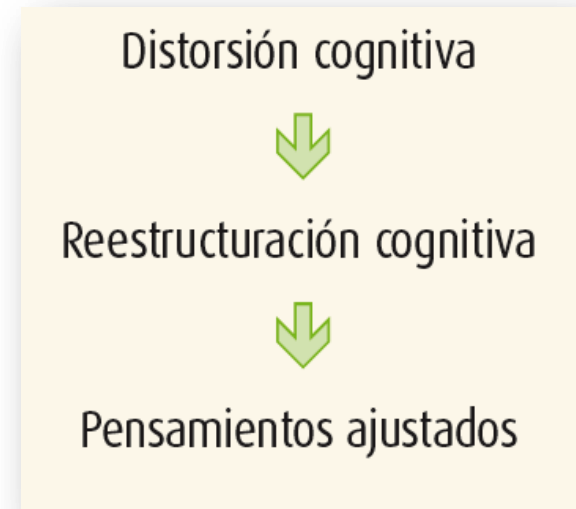 Distorsión cognitiva
Reestructuración cognitiva
Pensamientos ajustados